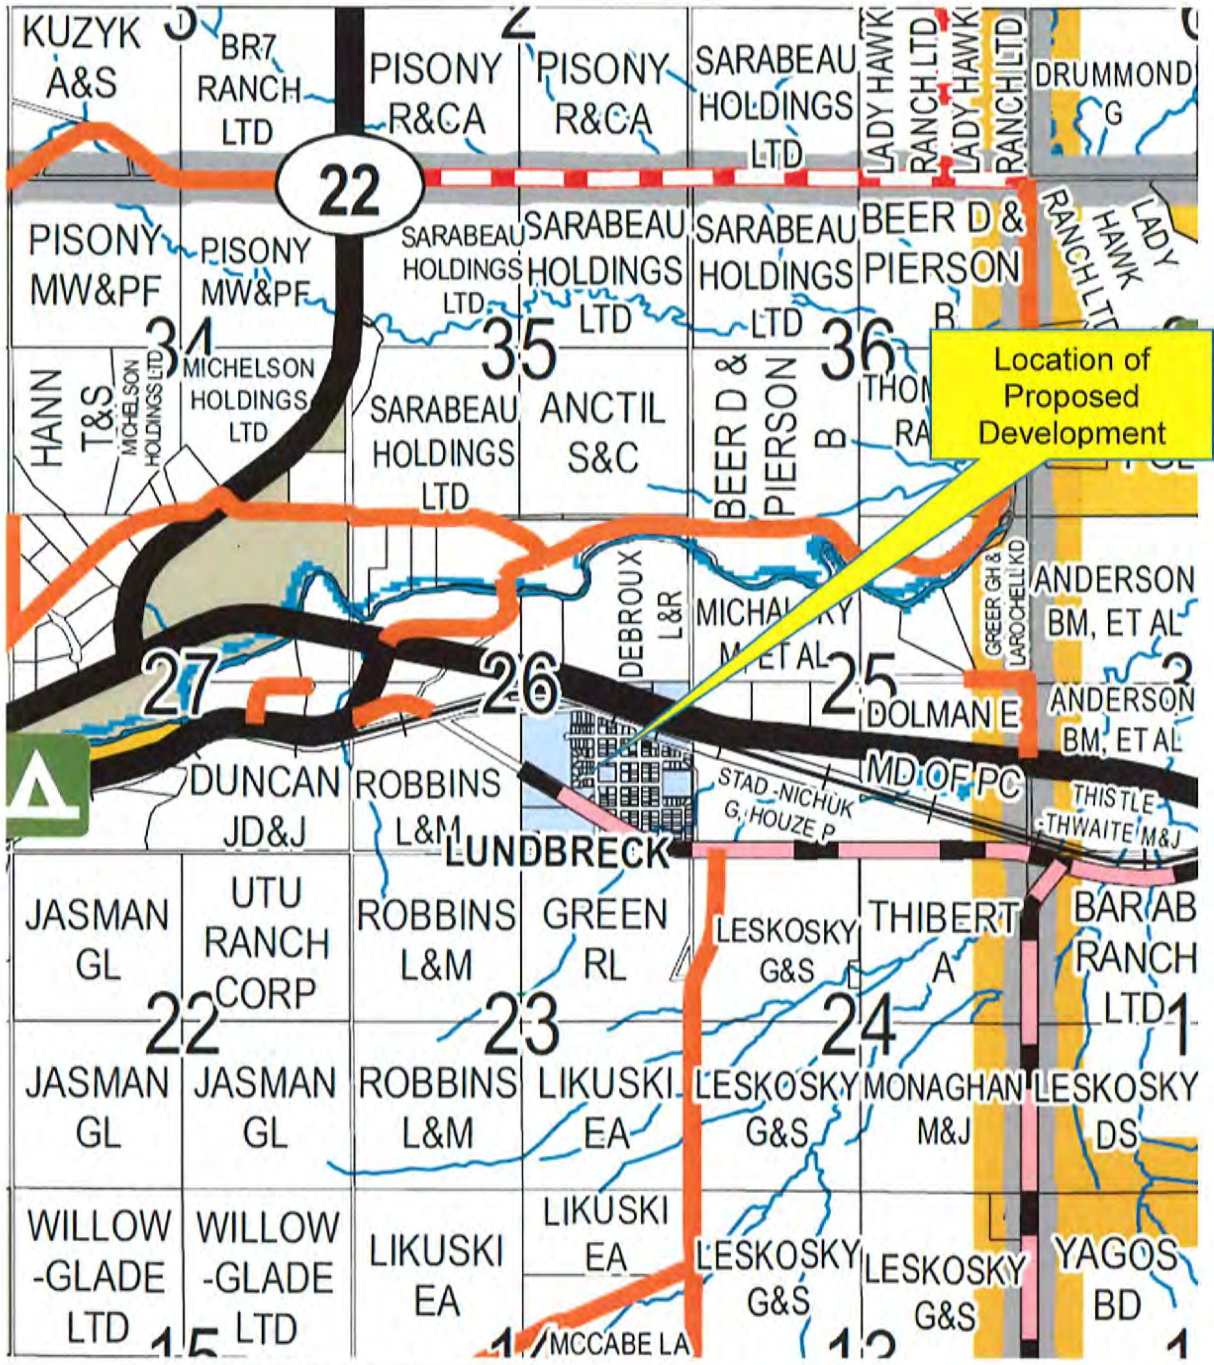 KUZYK
A&S
3
BR7
RANCH
LTD
PISONY
R&CA
2
PISONY
R&CA
SARABEAU
HOLDINGS
LTD
LADY HAWK
RANCH LTD
LADY HAWK
RANCH LTD
DRUMMOND
G
22
PISONY
MW&PF
PISONY
MW&PF
SARABEAU
HOLDINGS
LTD
SARABEAU
HOLDINGS
LTD
SARABEAU
HOLDINGS
LTD
BEER D &
PIERSON
B
LADY
HAWK
RANCH LTD
34
35
36
HANN
T&S
MICHELSON
HOLDINGS LTD
MICHELSON
HOLDINGS
LTD
SARABEAU
HOLDINGS
LTD
ANCTIL
S&C
BEER D &
PIERSON
B
THOM
RA
Location of
Proposed
Development
DEBROUX
L&R
GREER GH &
LAROCHELL KD
ANDERSON
BM, ET AL
27
26
25
DOLMAN E
ANDERSON
BM, ET AL
DUNCAN
JD&J
ROBBINS
L&M
STAD-NICHUK
G, HOUZE P
MD OF PC
THISTLE
-THWAITE M&J
LUNDBRECK
JASMAN
GL
UTU
RANCH
CORP
ROBBINS
L&M
GREEN
RL
LESKOSKY
G&S
THIBERT
A
BAR AB
RANCH
LTD
22
23
24
1
JASMAN
GL
JASMAN
GL
ROBBINS
L&M
LIKUSKI
EA
LESKOSKY
G&S
MONAGHAN
M&J
LESKOSKY
DS
WILLOW
-GLADE
LTD
WILLOW
-GLADE
LTD
LIKUSKI
EA
LIKUSKI
EA
LESKOSKY
G&S
LESKOSKY
G&S
YAGOS
BD
15
MCCABE LA